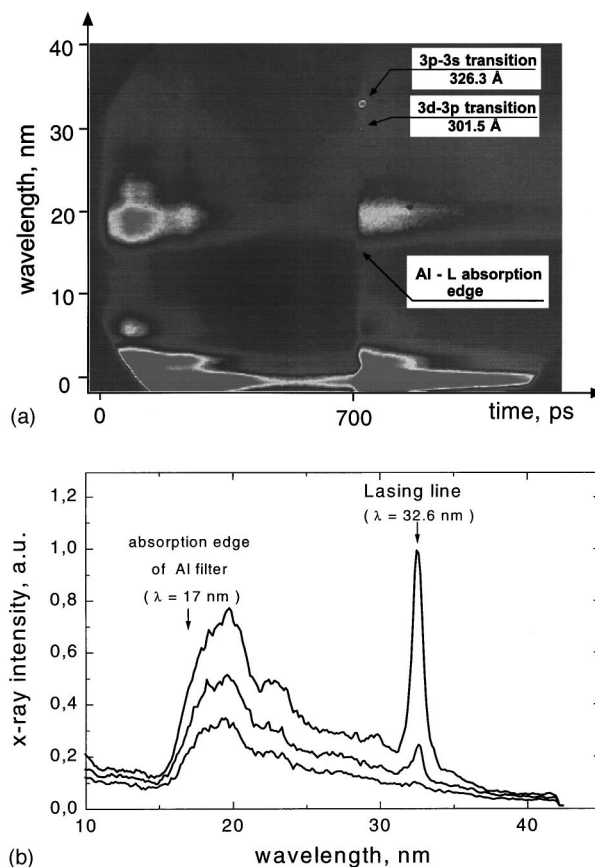 40
3p-3s transition
326.3 Å
3d-3p transition
301.5 Å
30
wavelength, nm
20
Al - L absorption
edge
10
0
0
700
time, ps
(a)
1,2
Lasing line
( λ = 32.6 nm )
1,0
absorption edge
of Al filter
( λ = 17 nm )
0,8
0,6
0,4
0,2
0,0
x-ray intensity, a.u.
10
20
30
40
wavelength, nm
(b)